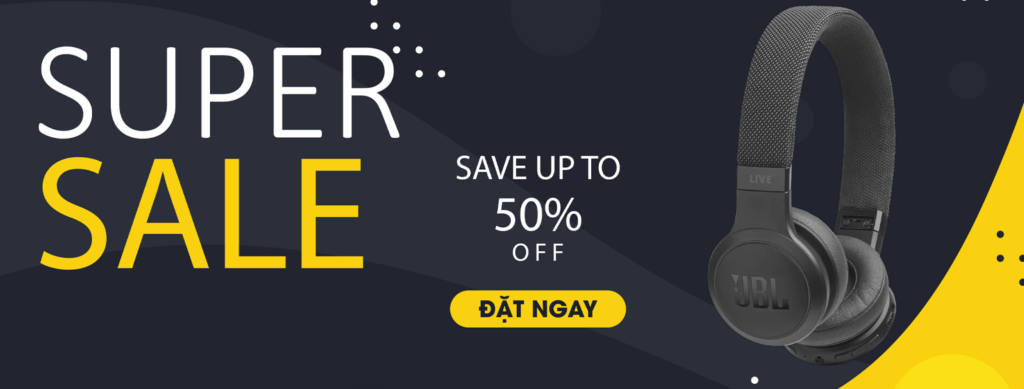 SUPER
SALE
SAVE UP TO
50%
OFF
ĐẶT NGAY
LIVE
JBL